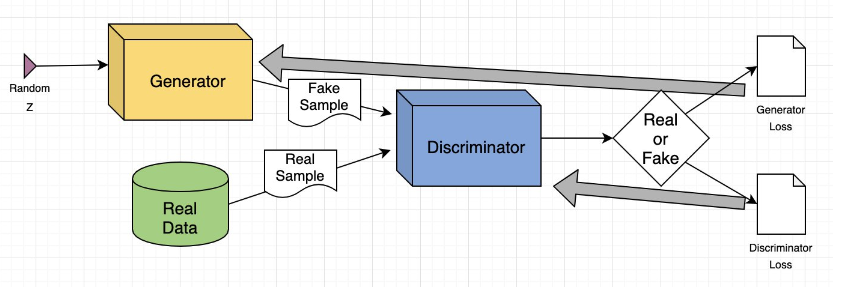 Random
Z
Generator
Fake
Sample
Real
Sample
Real
Data
Discriminator
Real
or
Fake
Generator
Loss
Discriminator
Loss